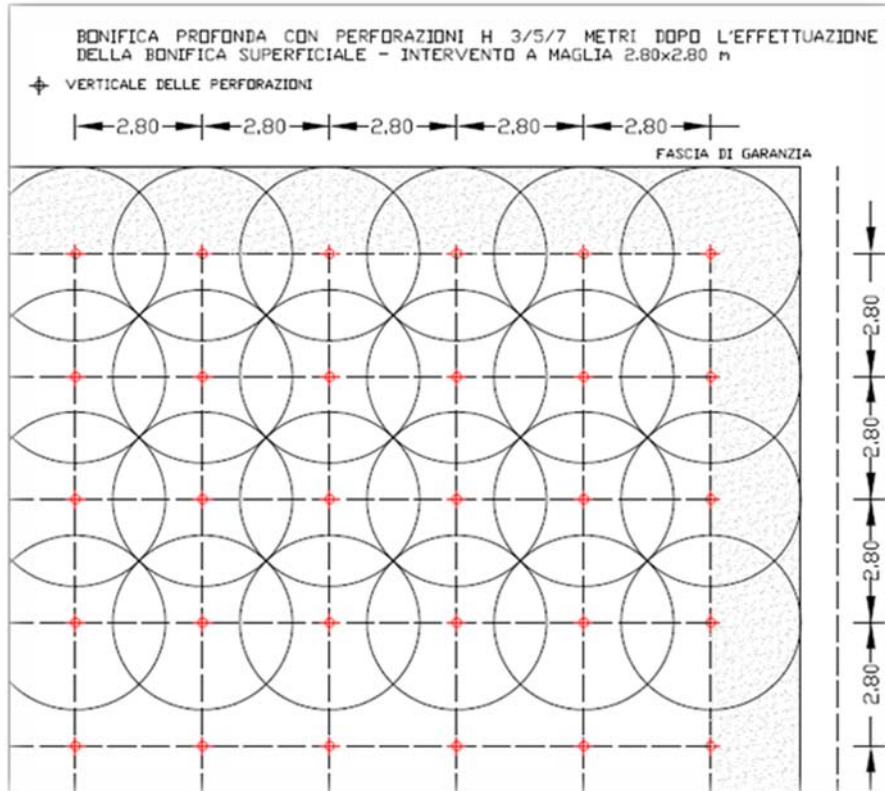 BONIFICA PROFONDA CON PERFORAZIONI H 3/5/7 METRI DOPO L'EFFETTUAZIONE
DELLA BONIFICA SUPERFICIALE - INTERVENTO A MAGLIA 2.80x2.80 m
VERTICALE DELLE PERFORAZIONI
2.80 2.80 2.80 2.80 2.80
FASCIA DI GARANZIA
2.80
2.80
2.80
2.80